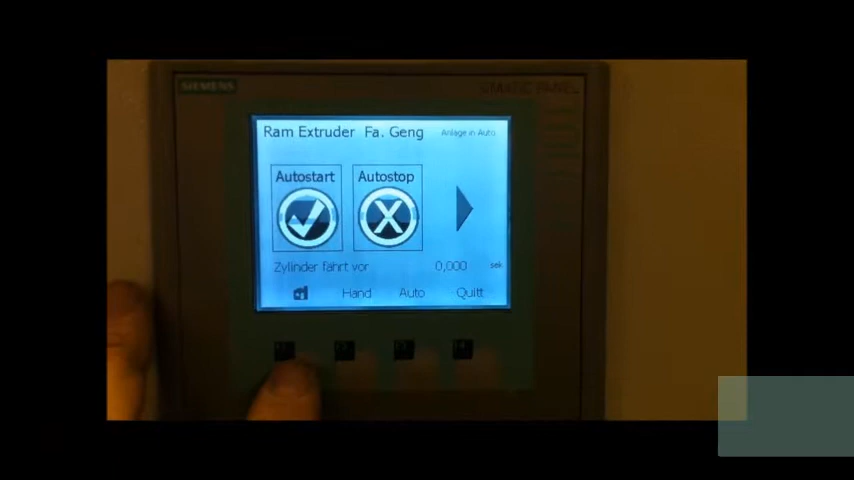 SIEMENS
SIMATIC PANEL
Ram Extruder Fa. Geng
Anlage in Auto
Autostart
Autostop
Zylinder fährt vor 0,000 sek
Hand Auto Quitt